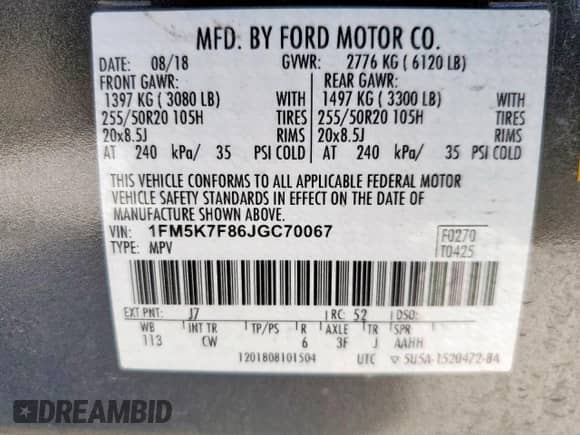 MFD. BY FORD MOTOR CO.
DATE: 08/18 GVWR: 2776 KG ( 6120 LB)
FRONT GAWR: REAR GAWR:
1397 KG ( 3080 LB) WITH 1497 KG ( 3300 LB) WITH
255/50R20 105H TIRES 255/50R20 105H TIRES
20x8.5J RIMS 20x8.5J RIMS
AT 240 kPa/ 35 PSI COLD AT 240 kPa/ 35 PSI COLD
THIS VEHICLE CONFORMS TO ALL APPLICABLE FEDERAL MOTOR
VEHICLE SAFETY STANDARDS IN EFFECT ON THE DATE OF
MANUFACTURE SHOWN ABOVE.
VIN: 1FM5K7F86JGC70067 F0270
TYPE: MPV T0425
EXT PNT: J7 RC: 52 DSO:
WB INT TR TP/PS R AXLE TR SPR
113 CW 6 3F J AAHH
1201808101504 UTC ▽ 5U5A-1520472-BA
DREAMBID